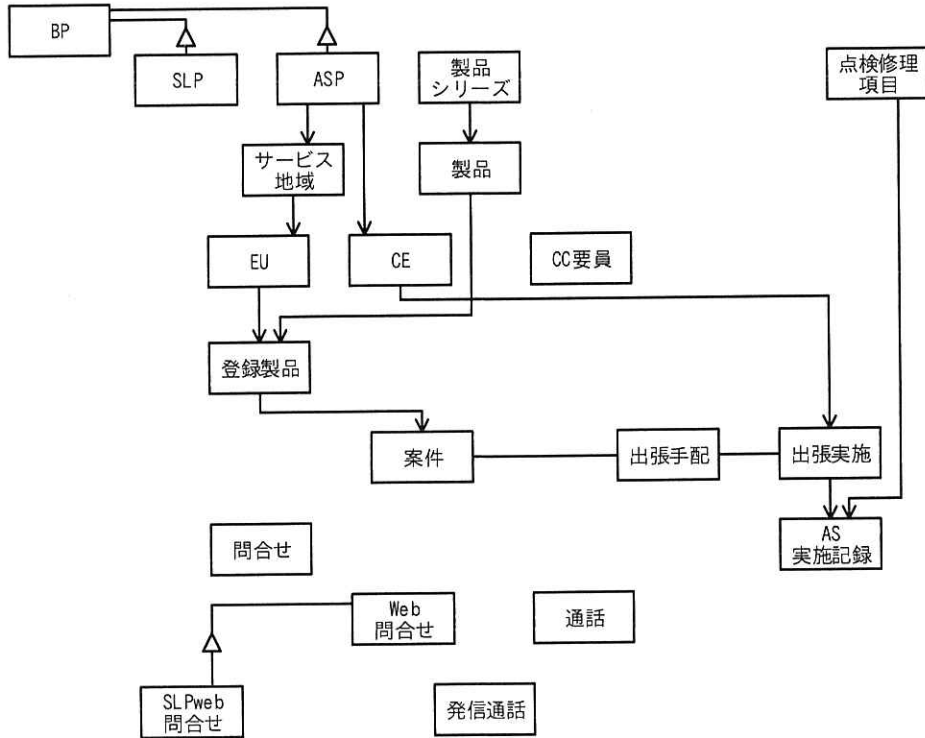 BP
SLP
ASP
製品
シリーズ
点検修理
項目
サービス
地域
製品
EU
CE
CC要員
登録製品
案件
出張手配
出張実施
AS
実施記録
問合せ
Web
問合せ
通話
SLPweb
問合せ
発信通話